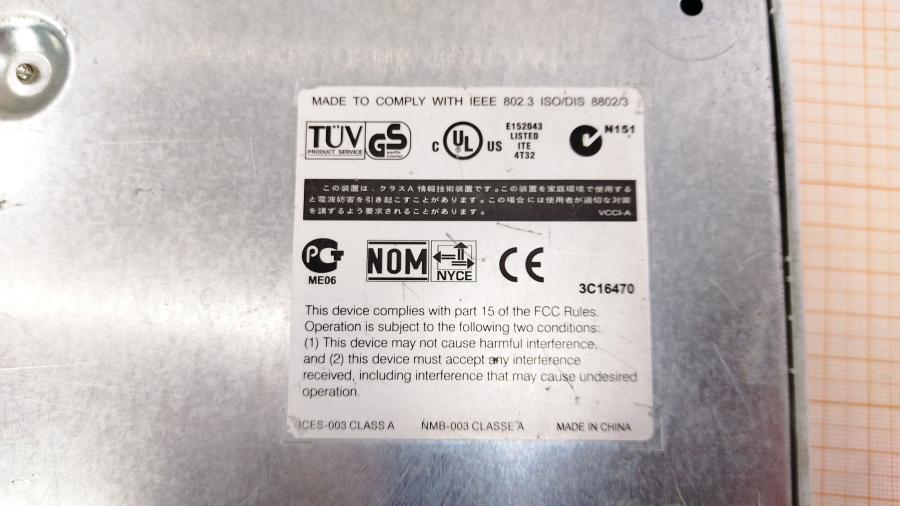 MADE TO COMPLY WITH IEEE 802.3 ISO/DIS 8802/3
TÜV
PRODUCT SERVICE
GS
C UL US
E152043
LISTED
ITE
4T32
N151
この装置は、クラスA 情報技術装置です。この装置を家庭環境で使用する
と電波妨害を引き起こすことがあります。この場合には使用者が適切な対策
を講ずるよう要求されることがあります。
VCCI-A
PCT
ME06
NOM
NYCE
CE
3C16470
This device complies with part 15 of the FCC Rules.
Operation is subject to the following two conditions:
(1) This device may not cause harmful interference,
and (2) this device must accept any interference
received, including interference that may cause undesired
operation.
ICES-003 CLASS A NMB-003 CLASSE A MADE IN CHINA